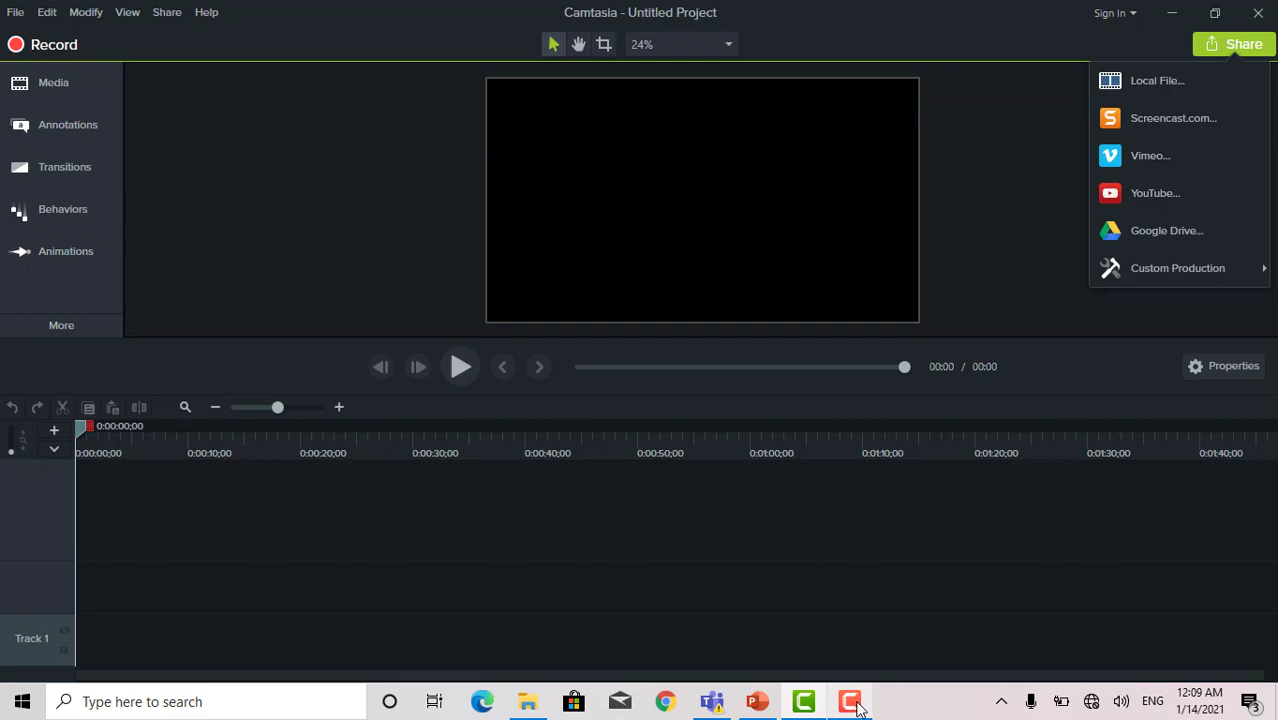 File Edit Modify View Share Help
Camtasia - Untitled Project
Sign In
Record
24%
Share
Media
Annotations
Transitions
Behaviors
Animations
More
Local File...
Screencast.com...
Vimeo...
YouTube...
Google Drive...
Custom Production
00:00 / 00:00
Properties
0:00:00;00
0:00:00;00 0:00:10;00 0:00:20;00 0:00:30;00 0:00:40;00 0:00:50;00 0:01:00;00 0:01:10;00 0:01:20;00 0:01:30;00 0:01:40;00
Track 1
Type here to search
ENG
12:09 AM
1/14/2021
3